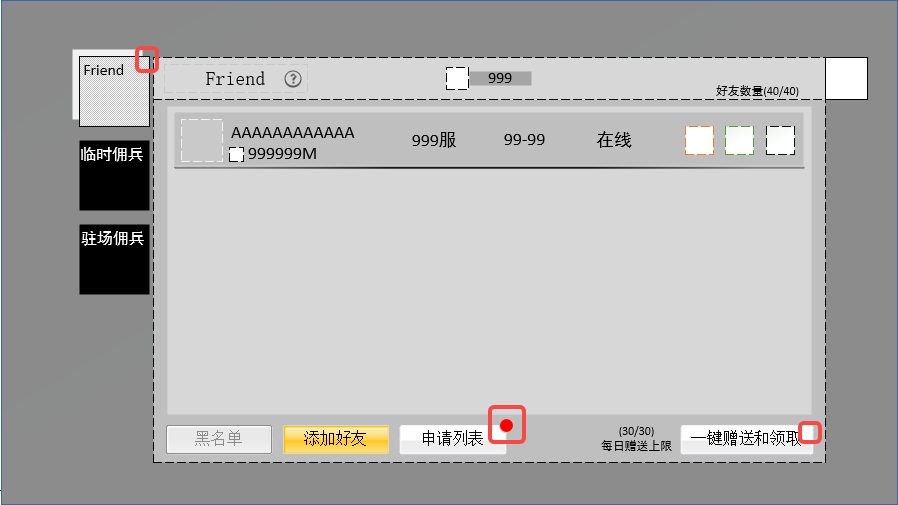 Friend
临时佣兵
驻场佣兵
Friend ?
999
好友数量(40/40)
AAAAAAAAAAAA
999999M
999服
99-99
在线
黑名单
添加好友
申请列表
(30/30)
每日赠送上限
一键赠送和领取